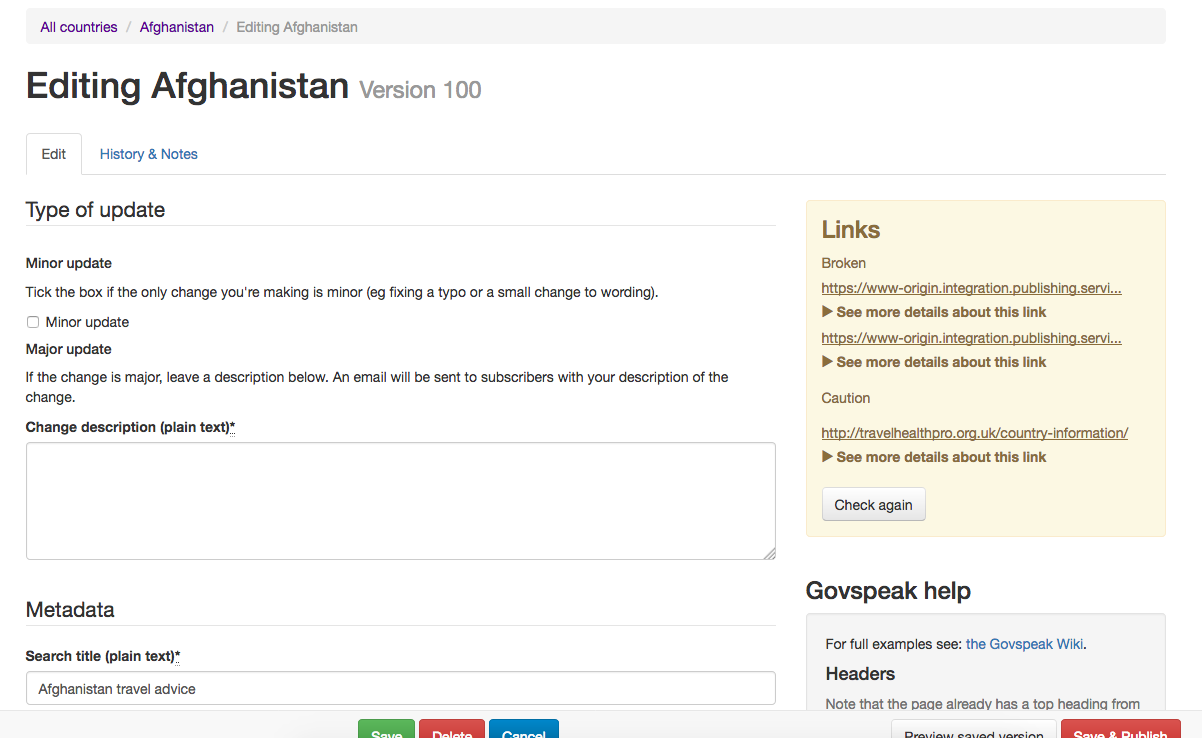 All countries / Afghanistan / Editing Afghanistan
Editing Afghanistan Version 100
Edit
History & Notes
Type of update
Minor update
Tick the box if the only change you're making is minor (eg fixing a typo or a small change to wording).
Minor update
Major update
If the change is major, leave a description below. An email will be sent to subscribers with your description of the
change.
Change description (plain text)*
Metadata
Search title (plain text)*
Afghanistan travel advice
Links
Broken
https://www-origin.integration.publishing.servi...
▶ See more details about this link
https://www-origin.integration.publishing.servi...
▶ See more details about this link
Caution
http://travelhealthpro.org.uk/country-information/
▶ See more details about this link
Check again
Govspeak help
For full examples see: the Govspeak Wiki.
Headers
Note that the page already has a top heading from
Save
Delete
Cancel
Preview saved version
Save & Publish